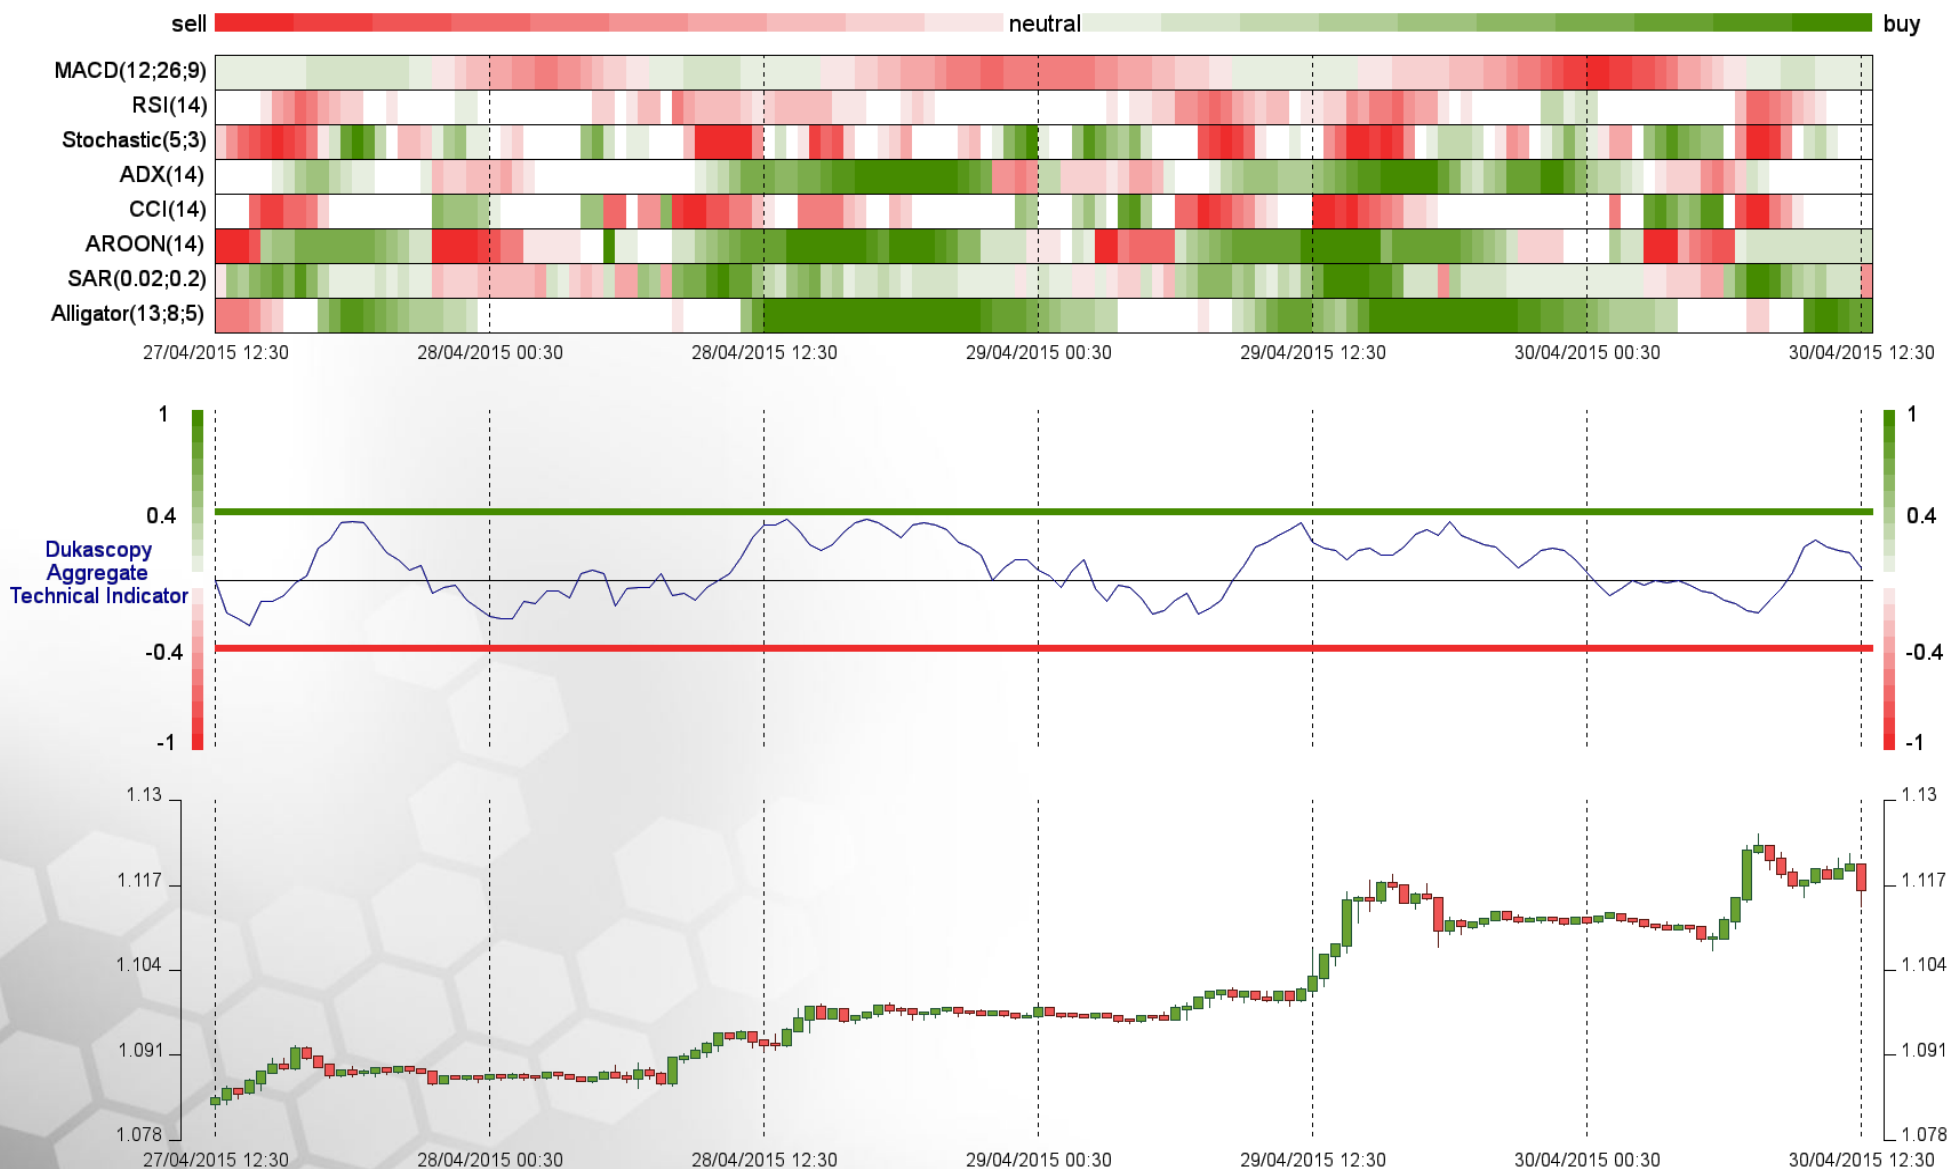 sell neutral buy
MACD(12;26;9)
RSI(14)
Stochastic(5;3)
ADX(14)
CCI(14)
AROON(14)
SAR(0.02;0.2)
Alligator(13;8;5)
27/04/2015 12:30 28/04/2015 00:30 28/04/2015 12:30 29/04/2015 00:30 29/04/2015 12:30 30/04/2015 00:30 30/04/2015 12:30
1 1
0.4 0.4
Dukascopy
Aggregate
Technical Indicator
-0.4 -0.4
-1 -1
1.13 1.13
1.117 1.117
1.104 1.104
1.091 1.091
1.078 1.078
27/04/2015 12:30 28/04/2015 00:30 28/04/2015 12:30 29/04/2015 00:30 29/04/2015 12:30 30/04/2015 00:30 30/04/2015 12:30